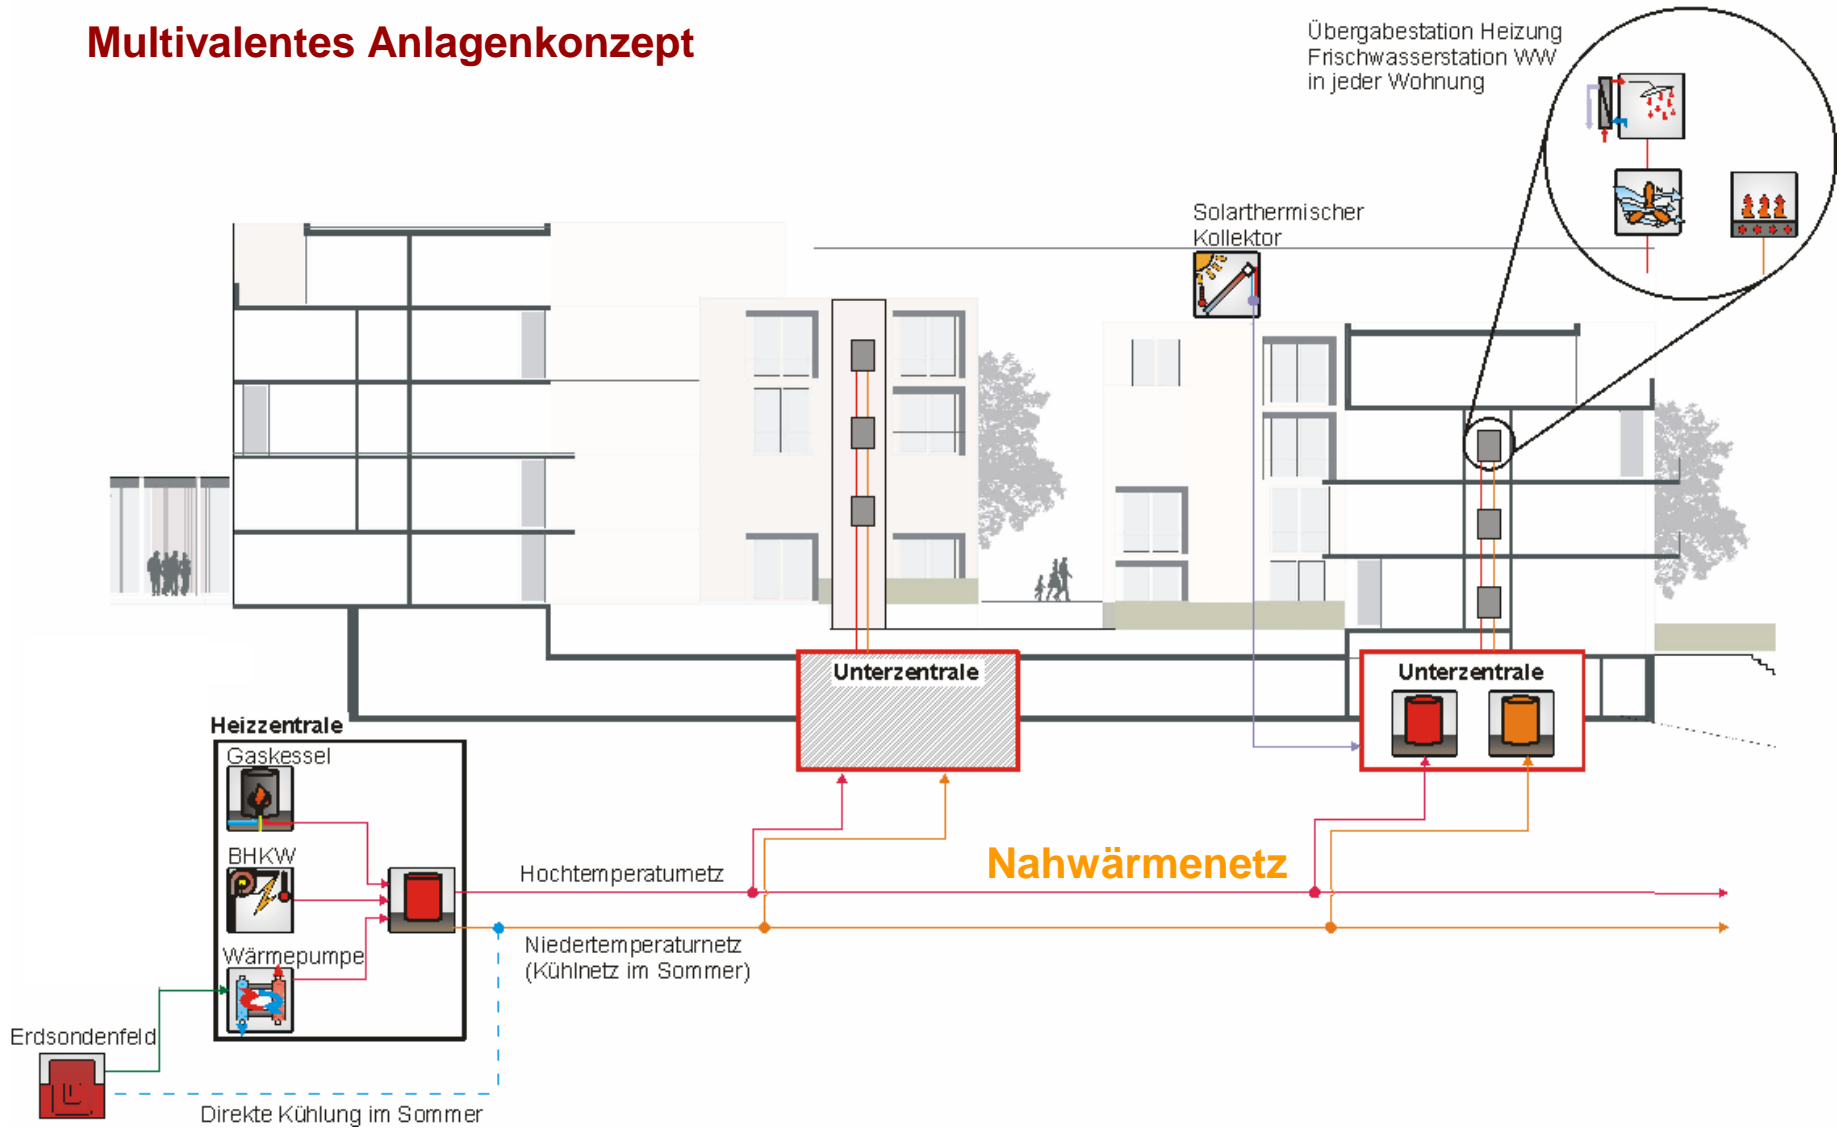 Multivalentes Anlagenkonzept
Übergabestation Heizung
Frischwasserstation WW
in jeder Wohnung
Solarthermischer
Kollektor
Unterzentrale
Unterzentrale
Heizzentrale
Gaskessel
BHKW
Wärmepumpe
Hochtemperaturnetz
Nahwärmenetz
Niedertemperaturnetz
(Kühlnetz im Sommer)
Erdsondenfeld
Direkte Kühlung im Sommer